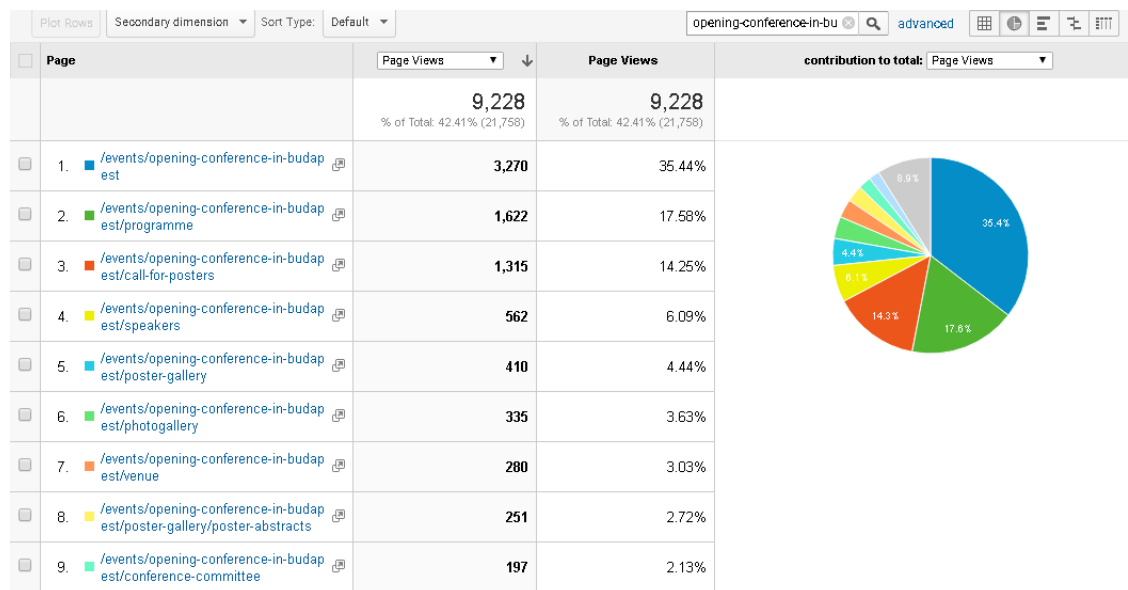 Plot Rows Secondary dimension Sort Type: Default opening-conference-in-bu advanced
Page Page Views Page Views contribution to total: Page Views
9,228 9,228
% of Total: 42.41% (21,758) % of Total: 42.41% (21,758)
1. /events/opening-conference-in-budap
est
3,270 35.44%
2. /events/opening-conference-in-budap
est/programme
1,622 17.58%
3. /events/opening-conference-in-budap
est/call-for-posters
1,315 14.25%
4. /events/opening-conference-in-budap
est/speakers
562 6.09%
5. /events/opening-conference-in-budap
est/poster-gallery
410 4.44%
6. /events/opening-conference-in-budap
est/photogallery
335 3.63%
7. /events/opening-conference-in-budap
est/venue
280 3.03%
8. /events/opening-conference-in-budap
est/poster-gallery/poster-abstracts
251 2.72%
9. /events/opening-conference-in-budap
est/conference-committee
197 2.13%
8.9%
35.4%
4.4%
6.1%
14.3%
17.6%